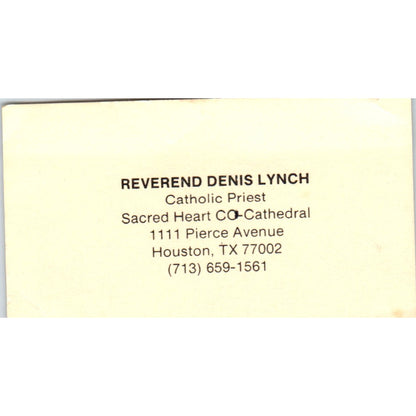 REVEREND DENIS LYNCH
Catholic Priest
Sacred Heart CO-Cathedral
1111 Pierce Avenue
Houston, TX 77002
(713) 659-1561